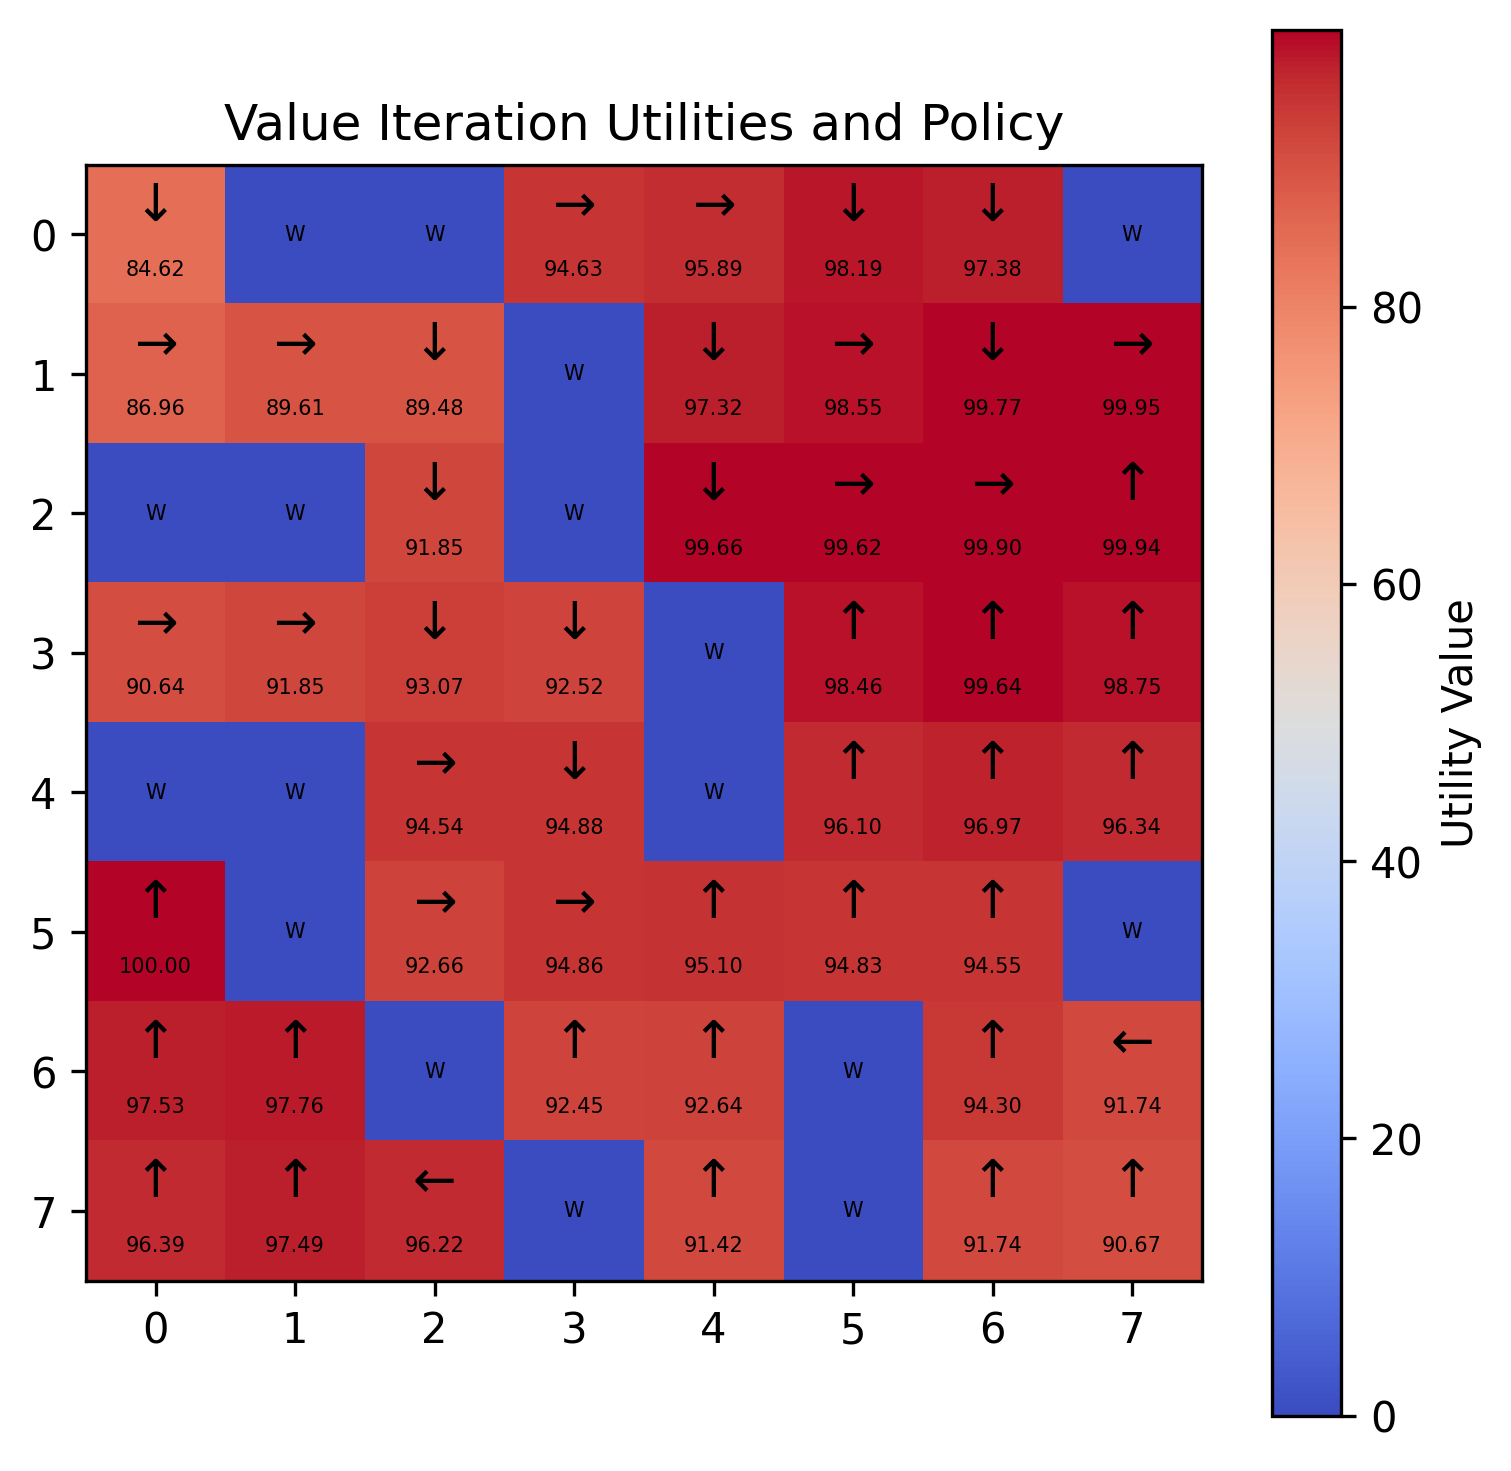 Value Iteration Utilities and Policy
0 ↓ W W → → ↓ ↓ W
84.62 94.63 95.89 98.19 97.38
1 → → ↓ W ↓ → ↓ →
86.96 89.61 89.48 97.32 98.55 99.77 99.95
2 W W ↓ W ↓ → → ↑
91.85 99.66 99.62 99.90 99.94
3 → → ↓ ↓ W ↑ ↑ ↑
90.64 91.85 93.07 92.52 98.46 99.64 98.75
4 W W → ↓ W ↑ ↑ ↑
94.54 94.88 96.10 96.97 96.34
5 ↑ W → → ↑ ↑ ↑ W
100.00 92.66 94.86 95.10 94.83 94.55
6 ↑ ↑ W ↑ ↑ W ↑ ←
97.53 97.76 92.45 92.64 94.30 91.74
7 ↑ ↑ ← W ↑ W ↑ ↑
96.39 97.49 96.22 91.42 91.74 90.67
0 1 2 3 4 5 6 7
80
60
40
20
0
Utility Value